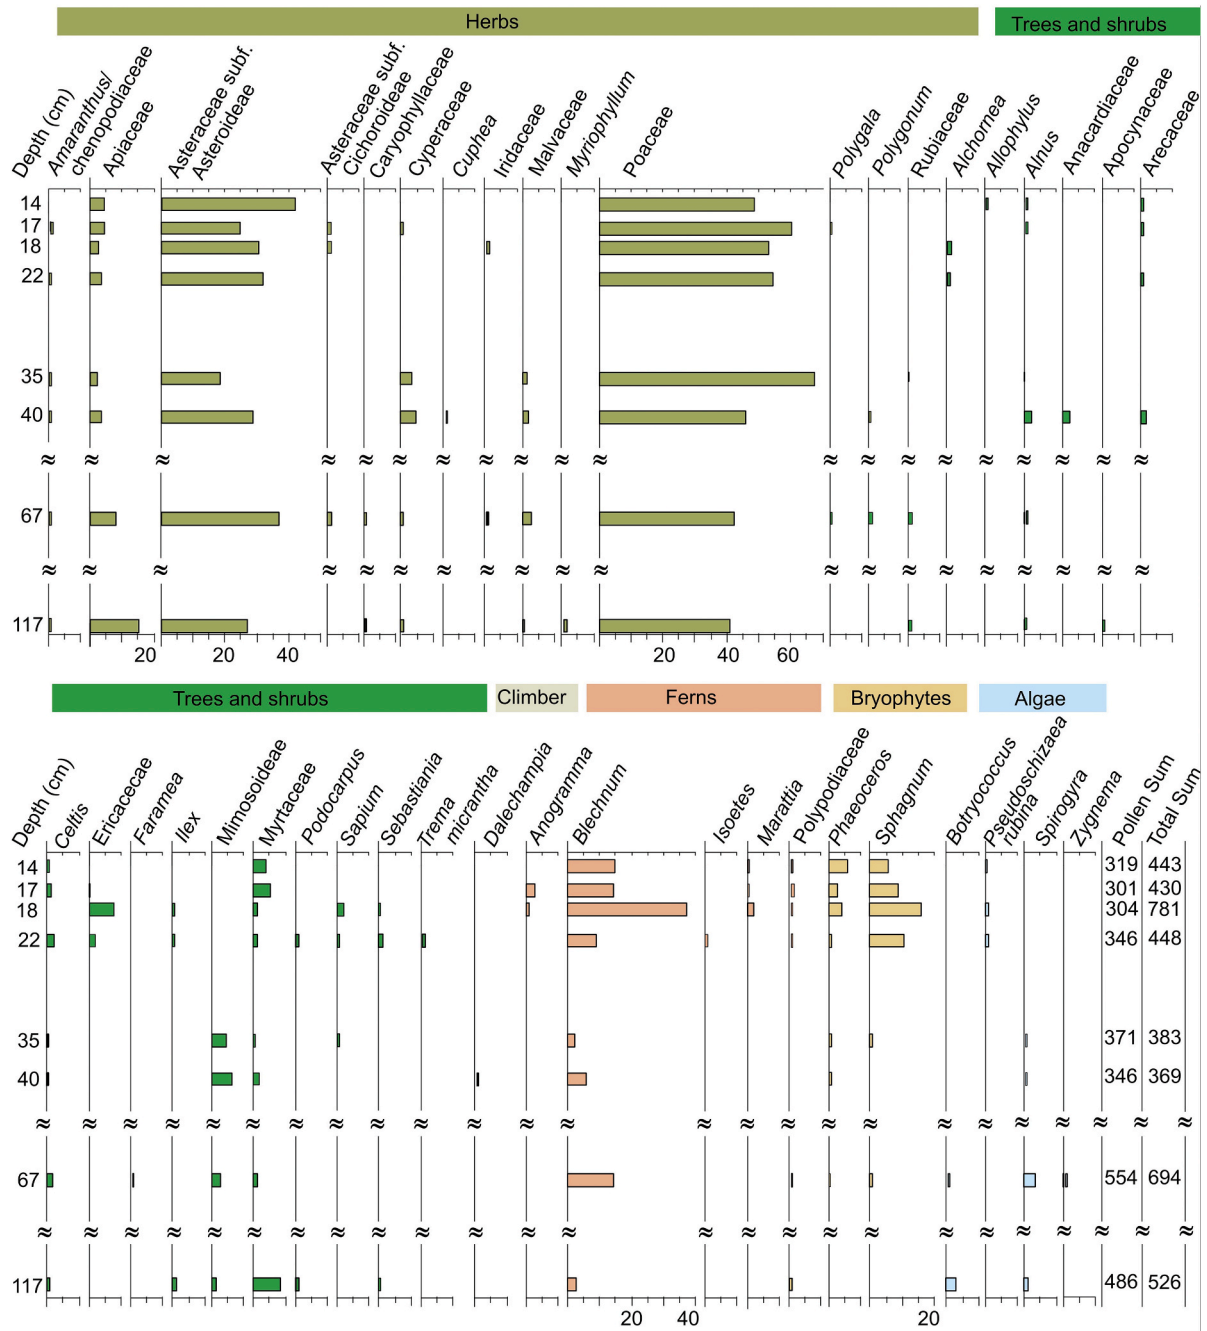 Herbs
Trees and shrubs
Depth (cm)
Amaranthus/
chenopodiaceae
Apiaceae
Asteraceae subf.
Asteroideae
Asteraceae subf.
Cichoroideae
Caryophyllaceae
Cyperaceae
Cuphea
Iridaceae
Malvaceae
Myriophyllum
Poaceae
Polygala
Polygonum
Rubiaceae
Alchornea
Allophylus
Alnus
Anacardiaceae
Apocynaceae
Arecaceae
14
17
18
22
35
40
≈ ≈ ≈ ≈ ≈ ≈ ≈ ≈ ≈ ≈ ≈ ≈ ≈ ≈ ≈ ≈ ≈ ≈ ≈ ≈
67
≈ ≈ ≈ ≈ ≈ ≈ ≈ ≈ ≈ ≈ ≈ ≈ ≈ ≈ ≈ ≈ ≈ ≈ ≈ ≈
117
20 20 40 20 40 60
Trees and shrubs
Climber
Ferns
Bryophytes
Algae
Depth (cm)
Celtis
Ericacecae
Faramea
Ilex
Mimosoideae
Myrtaceae
Podocarpus
Sapium
Sebastiania
Trema
micrantha
Dalechampia
Anogramma
Blechnum
Isoetes
Marattia
Polypodiaceae
Phaeoceros
Sphagnum
Botryococcus
Pseudoschizaea
rubina
Spirogyra
Zygnema
Pollen Sum
Total Sum
14 319 443
17 301 430
18 304 781
22 346 448
35 371 383
40 346 369
≈ ≈ ≈ ≈ ≈ ≈ ≈ ≈ ≈ ≈ ≈ ≈ ≈ ≈ ≈ ≈ ≈ ≈ ≈ ≈ ≈ ≈ ≈ ≈ ≈
67 554 694
≈ ≈ ≈ ≈ ≈ ≈ ≈ ≈ ≈ ≈ ≈ ≈ ≈ ≈ ≈ ≈ ≈ ≈ ≈ ≈ ≈ ≈ ≈ ≈ ≈
117 486 526
20 40 20